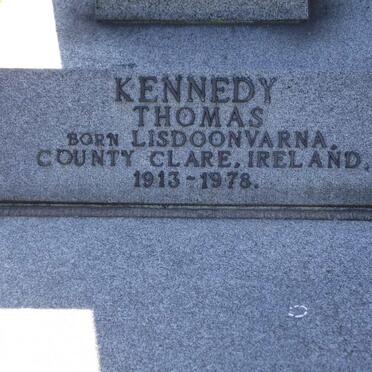 KENNEDY
THOMAS
BORN LISDOONVARNA,
COUNTY CLARE, IRELAND.
1913-1978.